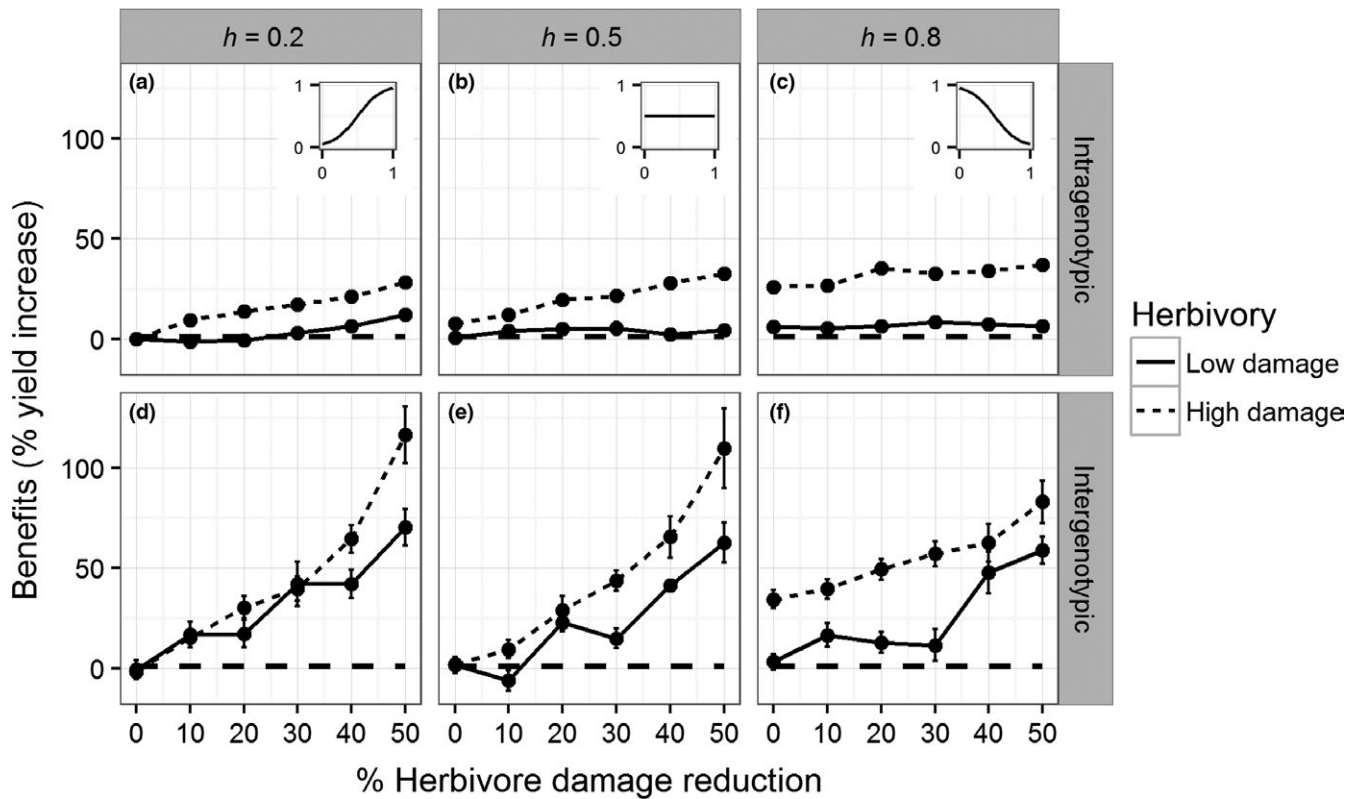 h = 0.2
h = 0.5
h = 0.8
(a)
1
0
0 1
(b)
1
0
0 1
(c)
1
0
0 1
100
50
0
Intragenotypic
(d)
(e)
(f)
100
50
0
Intergenotypic
0 10 20 30 40 50
0 10 20 30 40 50
0 10 20 30 40 50
% Herbivore damage reduction
Benefits (% yield increase)
Herbivory
Low damage
High damage